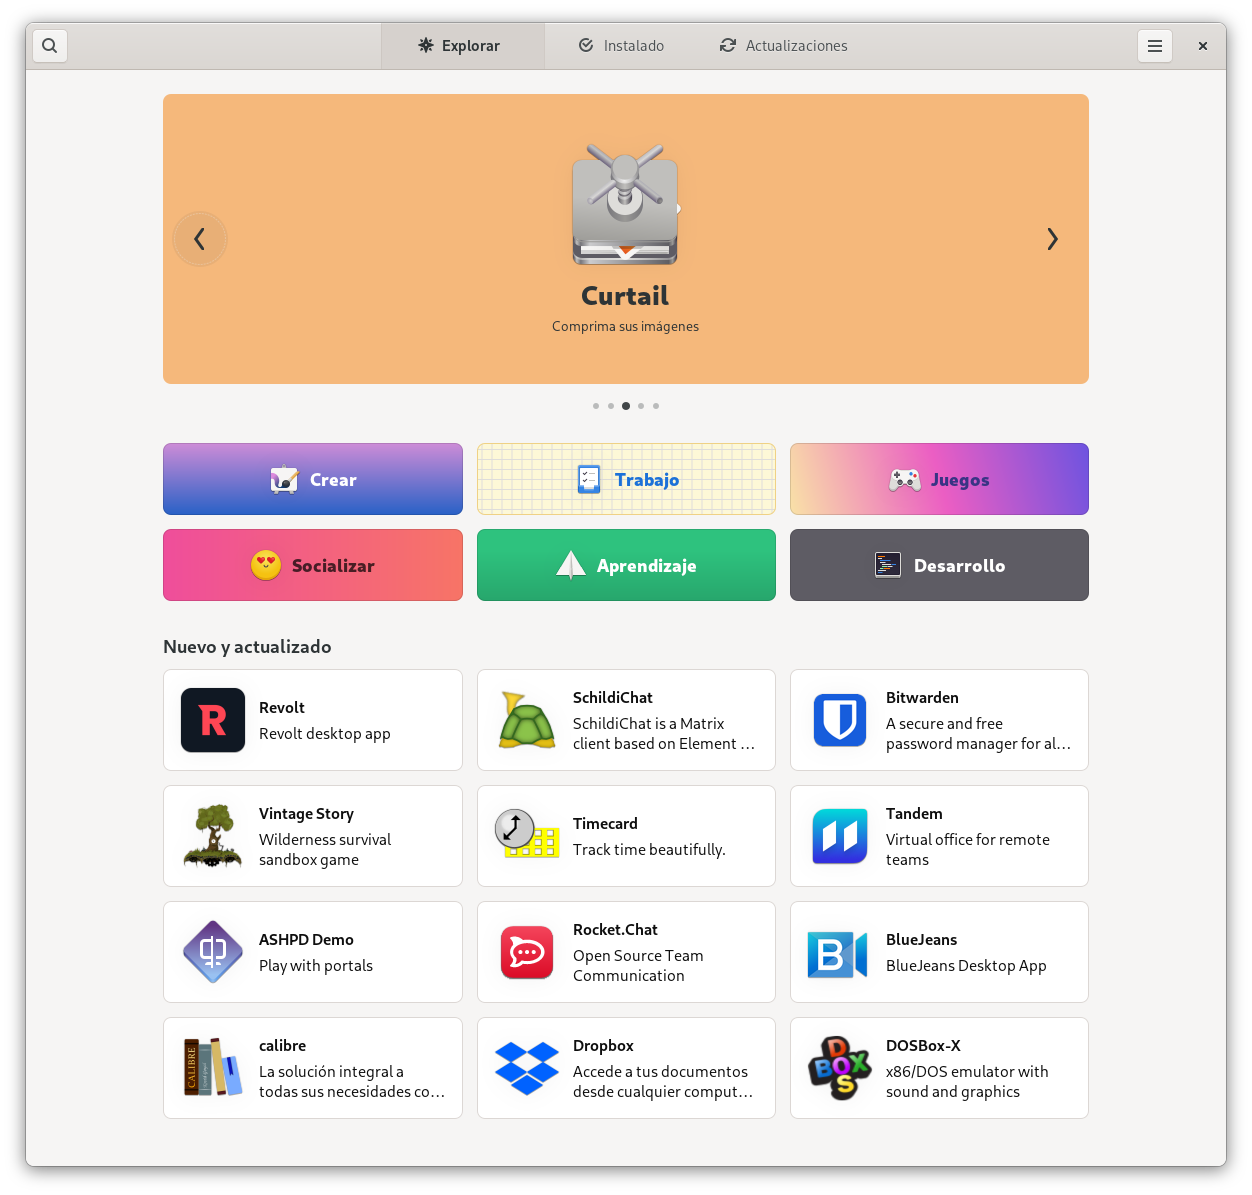 Explorar
Instalado
Actualizaciones
Curtail
Comprima sus imágenes
Crear
Trabajo
Juegos
Socializar
Aprendizaje
Desarrollo
Nuevo y actualizado
R
Revolt
Revolt desktop app
SchildiChat
SchildiChat is a Matrix
client based on Element …
Bitwarden
A secure and free
password manager for al…
Vintage Story
Wilderness survival
sandbox game
Timecard
Track time beautifully.
Tandem
Virtual office for remote
teams
ASHPD Demo
Play with portals
Rocket.Chat
Open Source Team
Communication
B
BlueJeans
BlueJeans Desktop App
CALIBRE
calibre
La solución integral a
todas sus necesidades co…
Dropbox
Accede a tus documentos
desde cualquier comput…
DOS
BOX
DOSBox-X
x86/DOS emulator with
sound and graphics